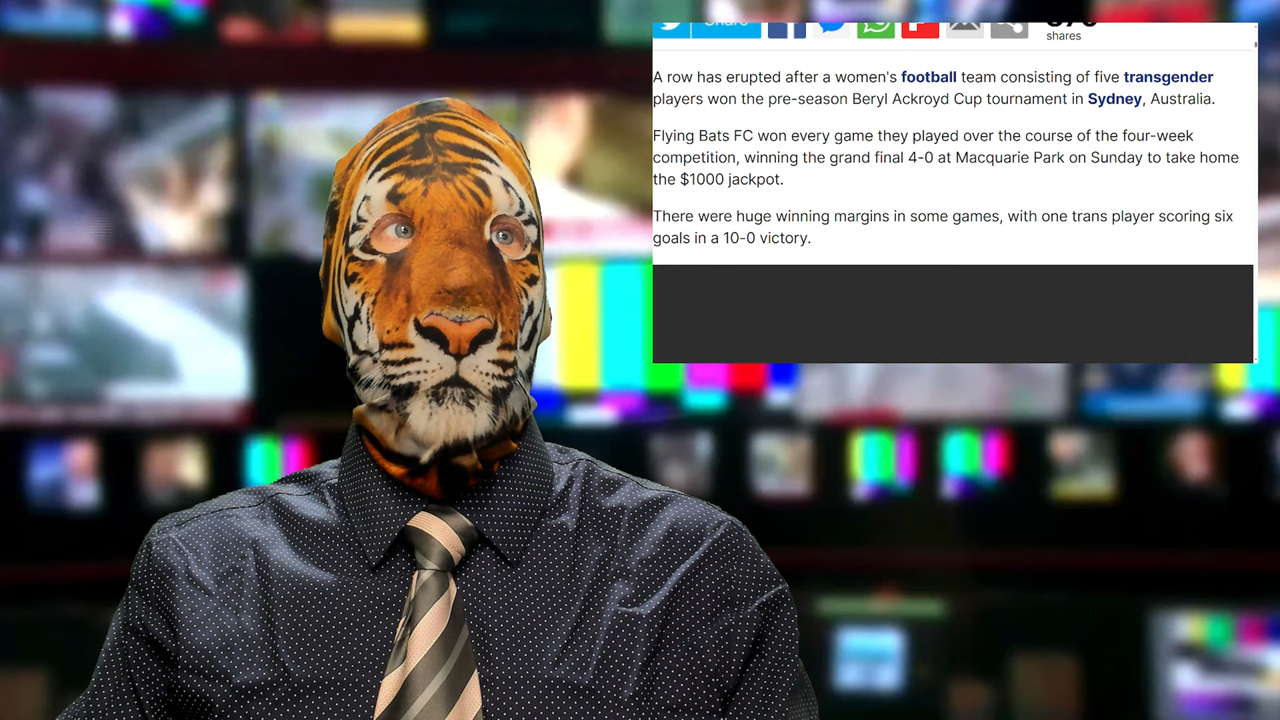 Share
shares
A row has erupted after a women's football team consisting of five transgender
players won the pre-season Beryl Ackroyd Cup tournament in Sydney, Australia.
Flying Bats FC won every game they played over the course of the four-week
competition, winning the grand final 4-0 at Macquarie Park on Sunday to take home
the $1000 jackpot.
There were huge winning margins in some games, with one trans player scoring six
goals in a 10-0 victory.